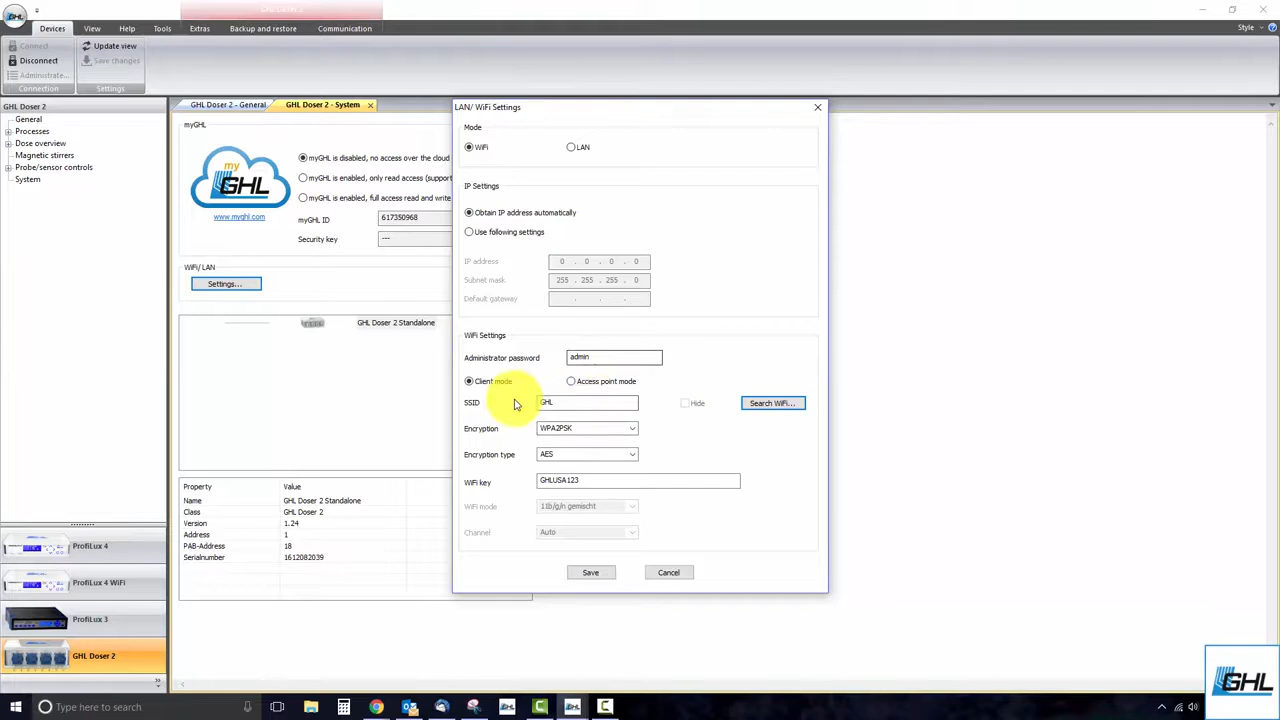 GHL Doser 2
Devices View Help Tools Extras Backup and restore Communication
Style
Connect
Update view
Disconnect
Save changes
Administrate...
Connection
Settings
GHL Doser 2
General
Processes
Dose overview
Magnetic stirrers
Probe/sensor controls
System
ProfiLux 4
ProfiLux 4 WiFi
ProfiLux 3
GHL Doser 2
GHL Doser 2 - General
GHL Doser 2 - System
myGHL
my
GHL
www.myghl.com
myGHL is disabled, no access over the cloud
myGHL is enabled, only read access (support
myGHL is enabled, full access read and write
myGHL ID 617350968
Security key ---
WiFi/ LAN
Settings...
GHL Doser 2 Standalone
Property Value
Name GHL Doser 2 Standalone
Class GHL Doser 2
Version 1.24
Address 1
PAB-Address 18
Serialnumber 1612082039
LAN/ WiFi Settings
Mode
WiFi LAN
IP Settings
Obtain IP address automatically
Use following settings
IP address 0 . 0 . 0 . 0
Subnet mask 255 . 255 . 255 . 0
Default gateway . . .
WiFi Settings
Administrator password admin
Client mode Access point mode
SSID GHL Hide Search WiFi...
Encryption WPA2PSK
Encryption type AES
WiFi key GHLUSA123
WiFi mode 11b/g/n gemischt
Channel Auto
Save Cancel
GHL
Type here to search